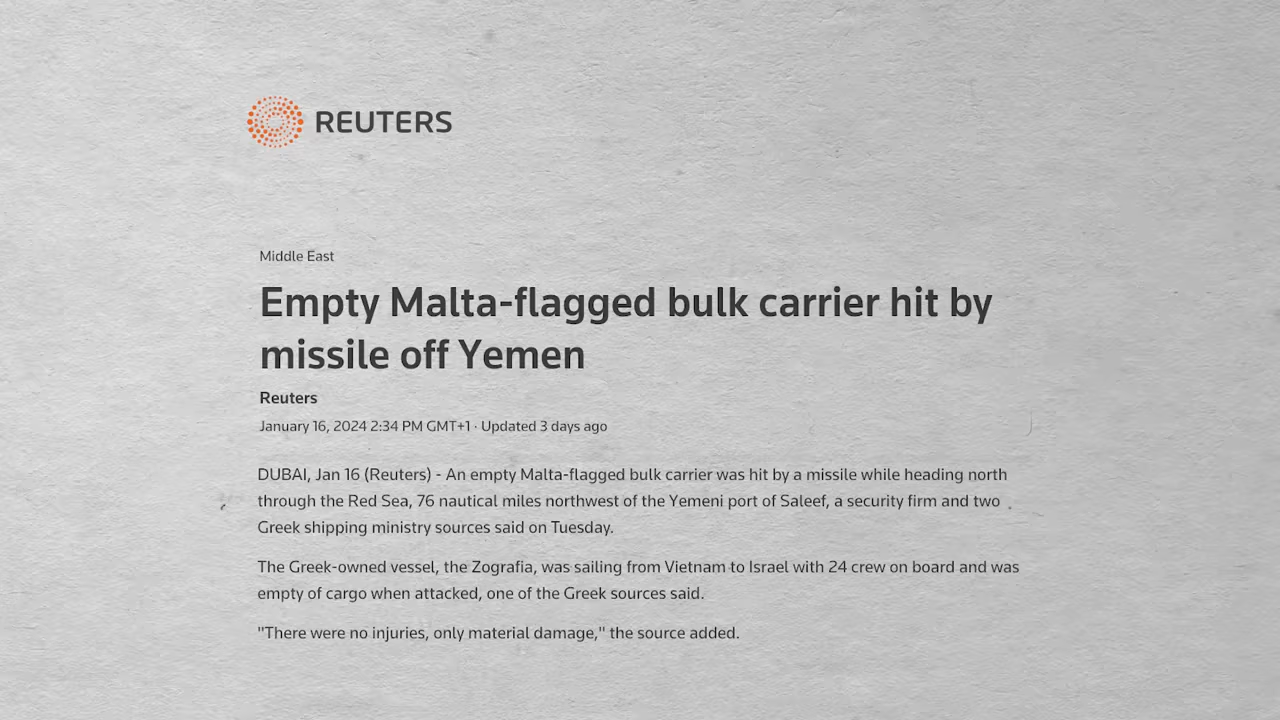 REUTERS
Middle East
Empty Malta-flagged bulk carrier hit by
missile off Yemen
Reuters
January 16, 2024 2:34 PM GMT+1 · Updated 3 days ago
DUBAI, Jan 16 (Reuters) - An empty Malta-flagged bulk carrier was hit by a missile while heading north
through the Red Sea, 76 nautical miles northwest of the Yemeni port of Saleef, a security firm and two
Greek shipping ministry sources said on Tuesday.
The Greek-owned vessel, the Zografia, was sailing from Vietnam to Israel with 24 crew on board and was
empty of cargo when attacked, one of the Greek sources said.
"There were no injuries, only material damage," the source added.